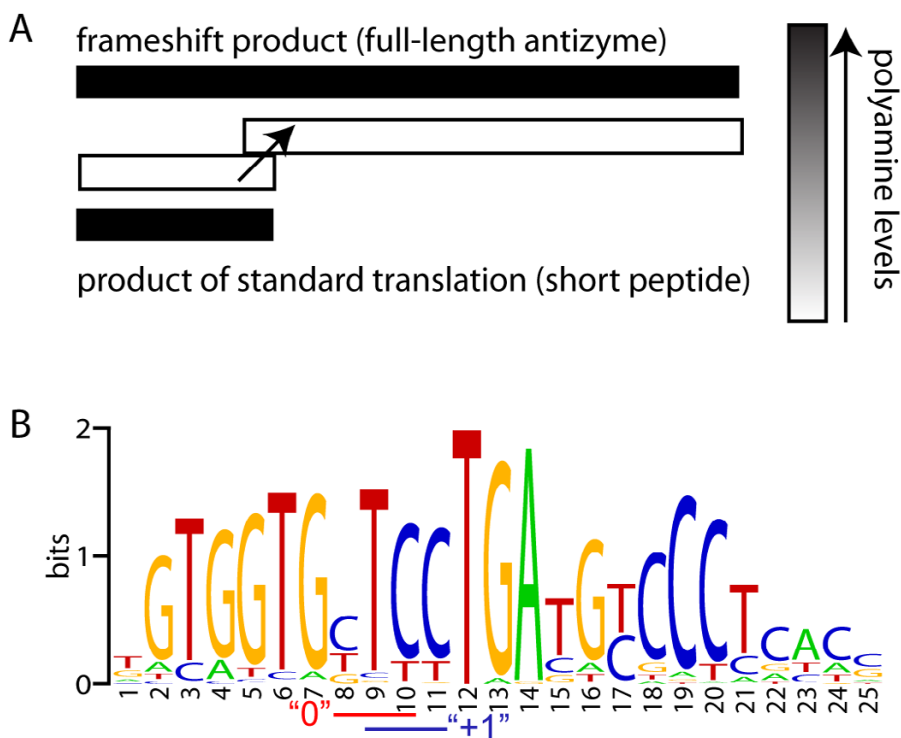 A
frameshift product (full-length antizyme)
product of standard translation (short peptide)
polyamine levels
B
2
1
0
bits
T G T G G T G C T C C T G A T G T C C C T C A C C
1 2 3 4 5 6 7 8 9 10 11 12 13 14 15 16 17 18 19 20 21 22 23 24 25
"0"
"+1"